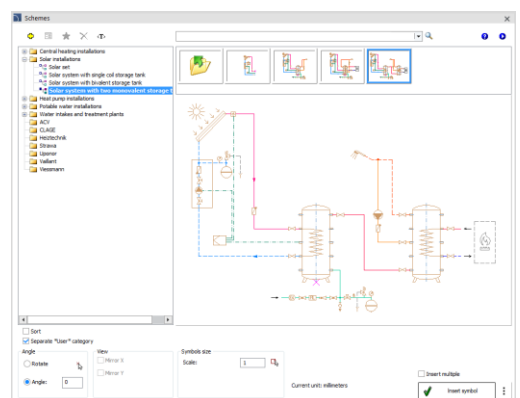 Schemes
-T-
Central heating installations
Solar installations
Solar set
Solar system with single coil storage tank
Solar system with bivalent storage tank
Solar system with two monovalent storage t
Heat pump installations
Potable water installations
Water intakes and treatment plants
ACV
CLAGE
Heiztechnik
Strawa
Uponor
Vaillant
Viessmann
Sort
Separate "User" category
Angle
View
Symbols size
Rotate
Mirror X
Scale:
1
Mirror Y
Angle:
0
Current unit: millimeters
Insert multiple
Insert symbol